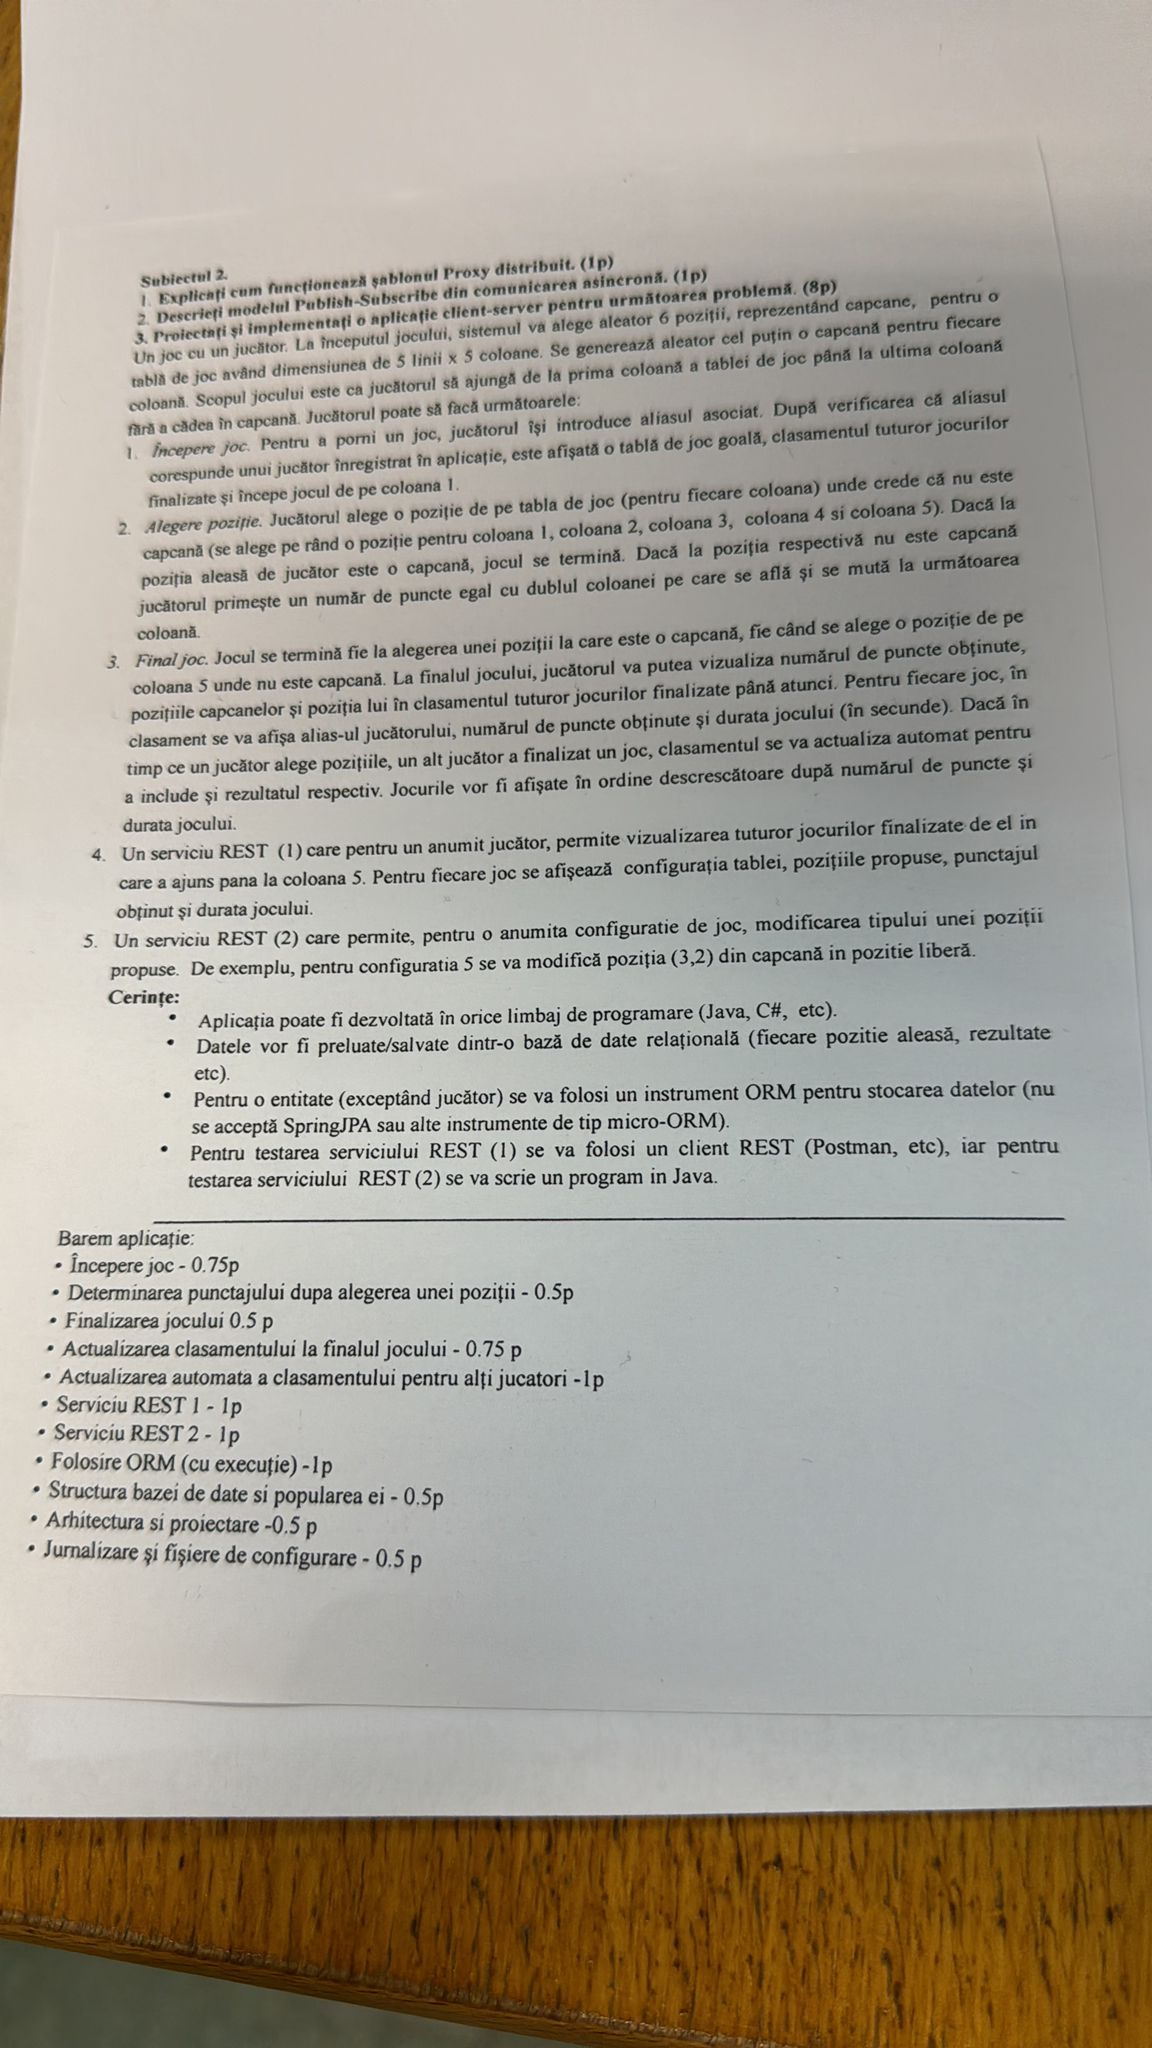 Subiectul 2.
1. Explicați cum funcționează șablonul Proxy distribuit. (1p)
2. Descrieți modelul Publish-Subscribe din comunicarea asincronă. (1p)
3. Proiectați și implementați o aplicație client-server pentru următoarea problemă. (8p)
Un joc cu un jucător. La începutul jocului, sistemul va alege aleator 6 poziții, reprezentând capcane, pentru o
tablă de joc având dimensiunea de 5 linii x 5 coloane. Se generează aleator cel puțin o capcană pentru fiecare
coloană. Scopul jocului este ca jucătorul să ajungă de la prima coloană a tablei de joc până la ultima coloană
fără a cădea în capcană. Jucătorul poate să facă următoarele:
1. Începere joc. Pentru a porni un joc, jucătorul își introduce aliasul asociat. După verificarea că aliasul
corespunde unui jucător înregistrat în aplicație, este afișată o tablă de joc goală, clasamentul tuturor jocurilor
finalizate și începe jocul de pe coloana 1.
2. Alegere poziție. Jucătorul alege o poziție de pe tabla de joc (pentru fiecare coloana) unde crede că nu este
capcană (se alege pe rând o poziție pentru coloana 1, coloana 2, coloana 3, coloana 4 si coloana 5). Dacă la
poziția aleasă de jucător este o capcană, jocul se termină. Dacă la poziția respectivă nu este capcană
jucătorul primește un număr de puncte egal cu dublul coloanei pe care se află și se mută la următoarea
coloană.
3. Final joc. Jocul se termină fie la alegerea unei poziții la care este o capcană, fie când se alege o poziție de pe
coloana 5 unde nu este capcană. La finalul jocului, jucătorul va putea vizualiza numărul de puncte obținute,
pozițiile capcanelor și poziția lui în clasamentul tuturor jocurilor finalizate până atunci. Pentru fiecare joc, în
clasament se va afișa alias-ul jucătorului, numărul de puncte obținute și durata jocului (în secunde). Dacă în
timp ce un jucător alege pozițiile, un alt jucător a finalizat un joc, clasamentul se va actualiza automat pentru
a include și rezultatul respectiv. Jocurile vor fi afișate în ordine descrescătoare după numărul de puncte și
durata jocului.
4. Un serviciu REST (1) care pentru un anumit jucător, permite vizualizarea tuturor jocurilor finalizate de el in
care a ajuns pana la coloana 5. Pentru fiecare joc se afișează configurația tablei, pozițiile propuse, punctajul
obținut și durata jocului.
5. Un serviciu REST (2) care permite, pentru o anumita configuratie de joc, modificarea tipului unei poziții
propuse. De exemplu, pentru configuratia 5 se va modifică poziția (3,2) din capcană in pozitie liberă.
Cerințe:
• Aplicația poate fi dezvoltată în orice limbaj de programare (Java, C#, etc).
• Datele vor fi preluate/salvate dintr-o bază de date relațională (fiecare pozitie aleasă, rezultate
etc).
• Pentru o entitate (exceptând jucător) se va folosi un instrument ORM pentru stocarea datelor (nu
se acceptă SpringJPA sau alte instrumente de tip micro-ORM).
• Pentru testarea serviciului REST (1) se va folosi un client REST (Postman, etc), iar pentru
testarea serviciului REST (2) se va scrie un program in Java.
Barem aplicație:
• Începere joc - 0.75p
• Determinarea punctajului dupa alegerea unei poziții - 0.5p
• Finalizarea jocului 0.5 p
• Actualizarea clasamentului la finalul jocului - 0.75 p
• Actualizarea automata a clasamentului pentru alți jucatori -1p
• Serviciu REST 1 - 1p
• Serviciu REST 2 - 1p
• Folosire ORM (cu execuție) -1p
• Structura bazei de date si popularea ei - 0.5p
• Arhitectura si proiectare -0.5 p
• Jurnalizare și fișiere de configurare - 0.5 p